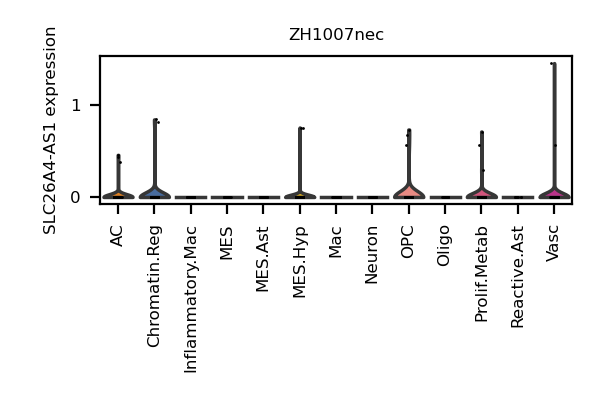 ZH1007nec
SLC26A4-AS1 expression
1
0
AC
Chromatin.Reg
Inflammatory.Mac
MES
MES.Ast
MES.Hyp
Mac
Neuron
OPC
Oligo
Prolif.Metab
Reactive.Ast
Vasc